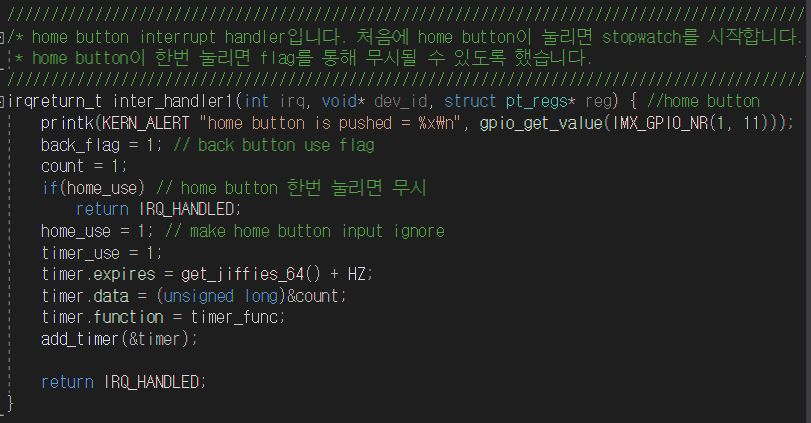 ////////////////////////////////////////////////////////////////////////////////////////////////////
/* home button interrupt handler입니다. 처음에 home button이 눌리면 stopwatch를 시작합니다.
* home button이 한번 눌리면 flag를 통해 무시될 수 있도록 했습니다.
////////////////////////////////////////////////////////////////////////////////////////////////////
irqreturn_t inter_handler1(int irq, void* dev_id, struct pt_regs* reg) { //home button
printk(KERN_ALERT "home button is pushed = %x₩n", gpio_get_value(IMX_GPIO_NR(1, 11)));
back_flag = 1; // back button use flag
count = 1;
if(home_use) // home button 한번 눌리면 무시
return IRQ_HANDLED;
home_use = 1; // make home button input ignore
timer_use = 1;
timer.expires = get_jiffies_64() + HZ;
timer.data = (unsigned long)&count;
timer.function = timer_func;
add_timer(&timer);
return IRQ_HANDLED;
}